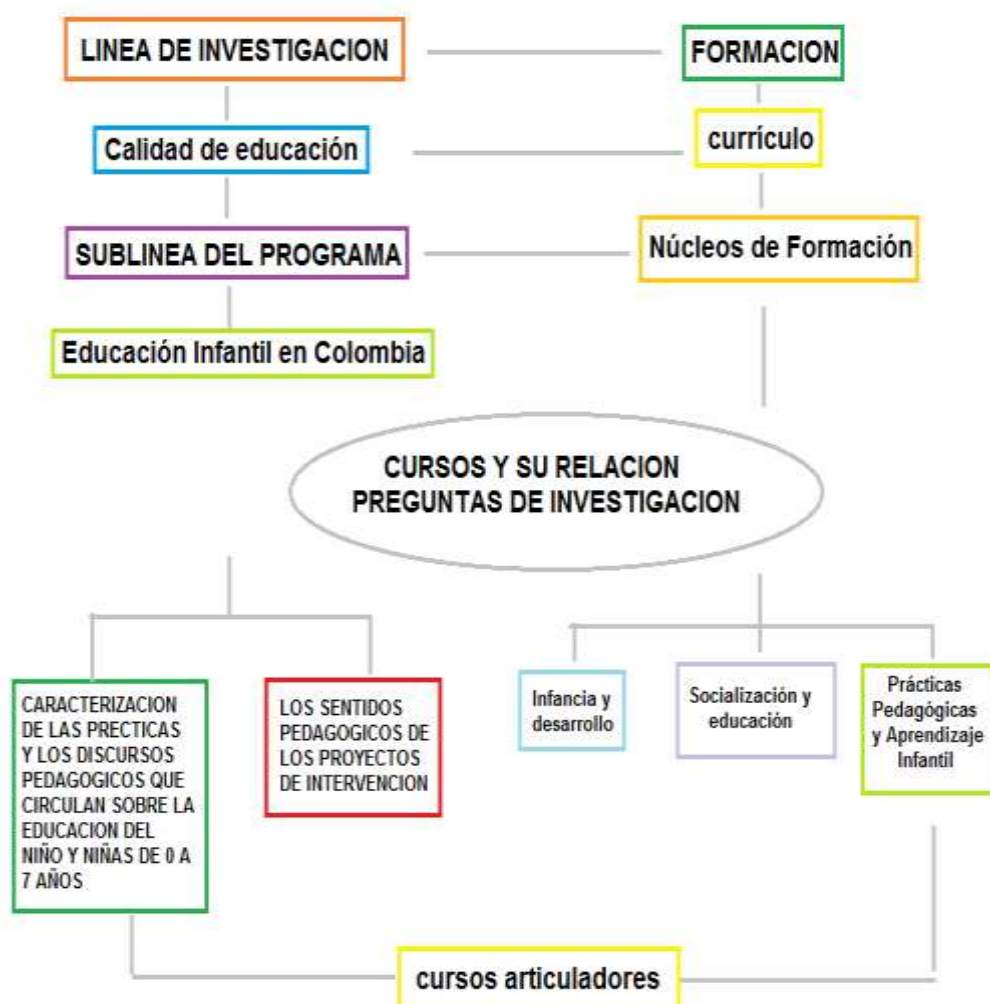 LINEA DE INVESTIGACION
FORMACION
Calidad de educación
currículo
SUBLINEA DEL PROGRAMA
Núcleos de Formación
Educación Infantil en Colombia
CURSOS Y SU RELACION
PREGUNTAS DE INVESTIGACION
CARACTERIZACION
DE LAS PRECTICAS
Y LOS DISCURSOS
PEDAGOGICOS QUE
CIRCULAN SOBRE LA
EDUCACION DEL
NIÑO Y NIÑAS DE 0 A
7 AÑOS
LOS SENTIDOS
PEDAGOGICOS DE
LOS PROYECTOS
DE INTERVENCION
Infancia y
desarrollo
Socialización y
educación
Prácticas
Pedagógicas
y Aprendizaje
Infantil
cursos articuladores